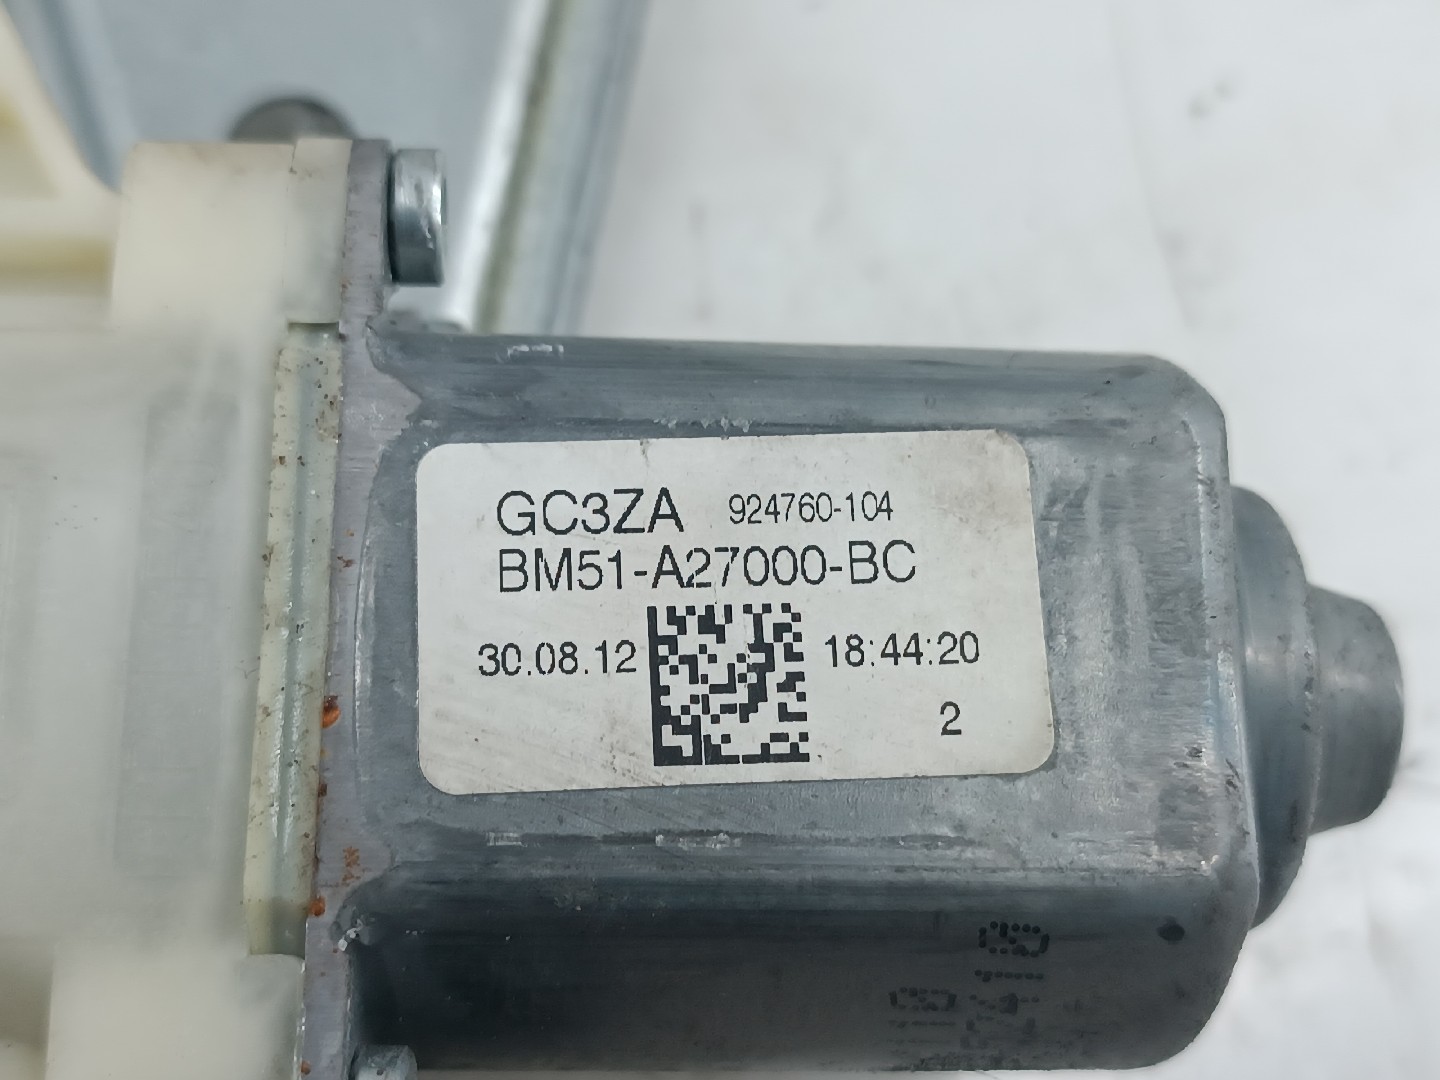 GC3ZA 924760-104
BM51-A27000-BC
30.08.12 18:44:20
2